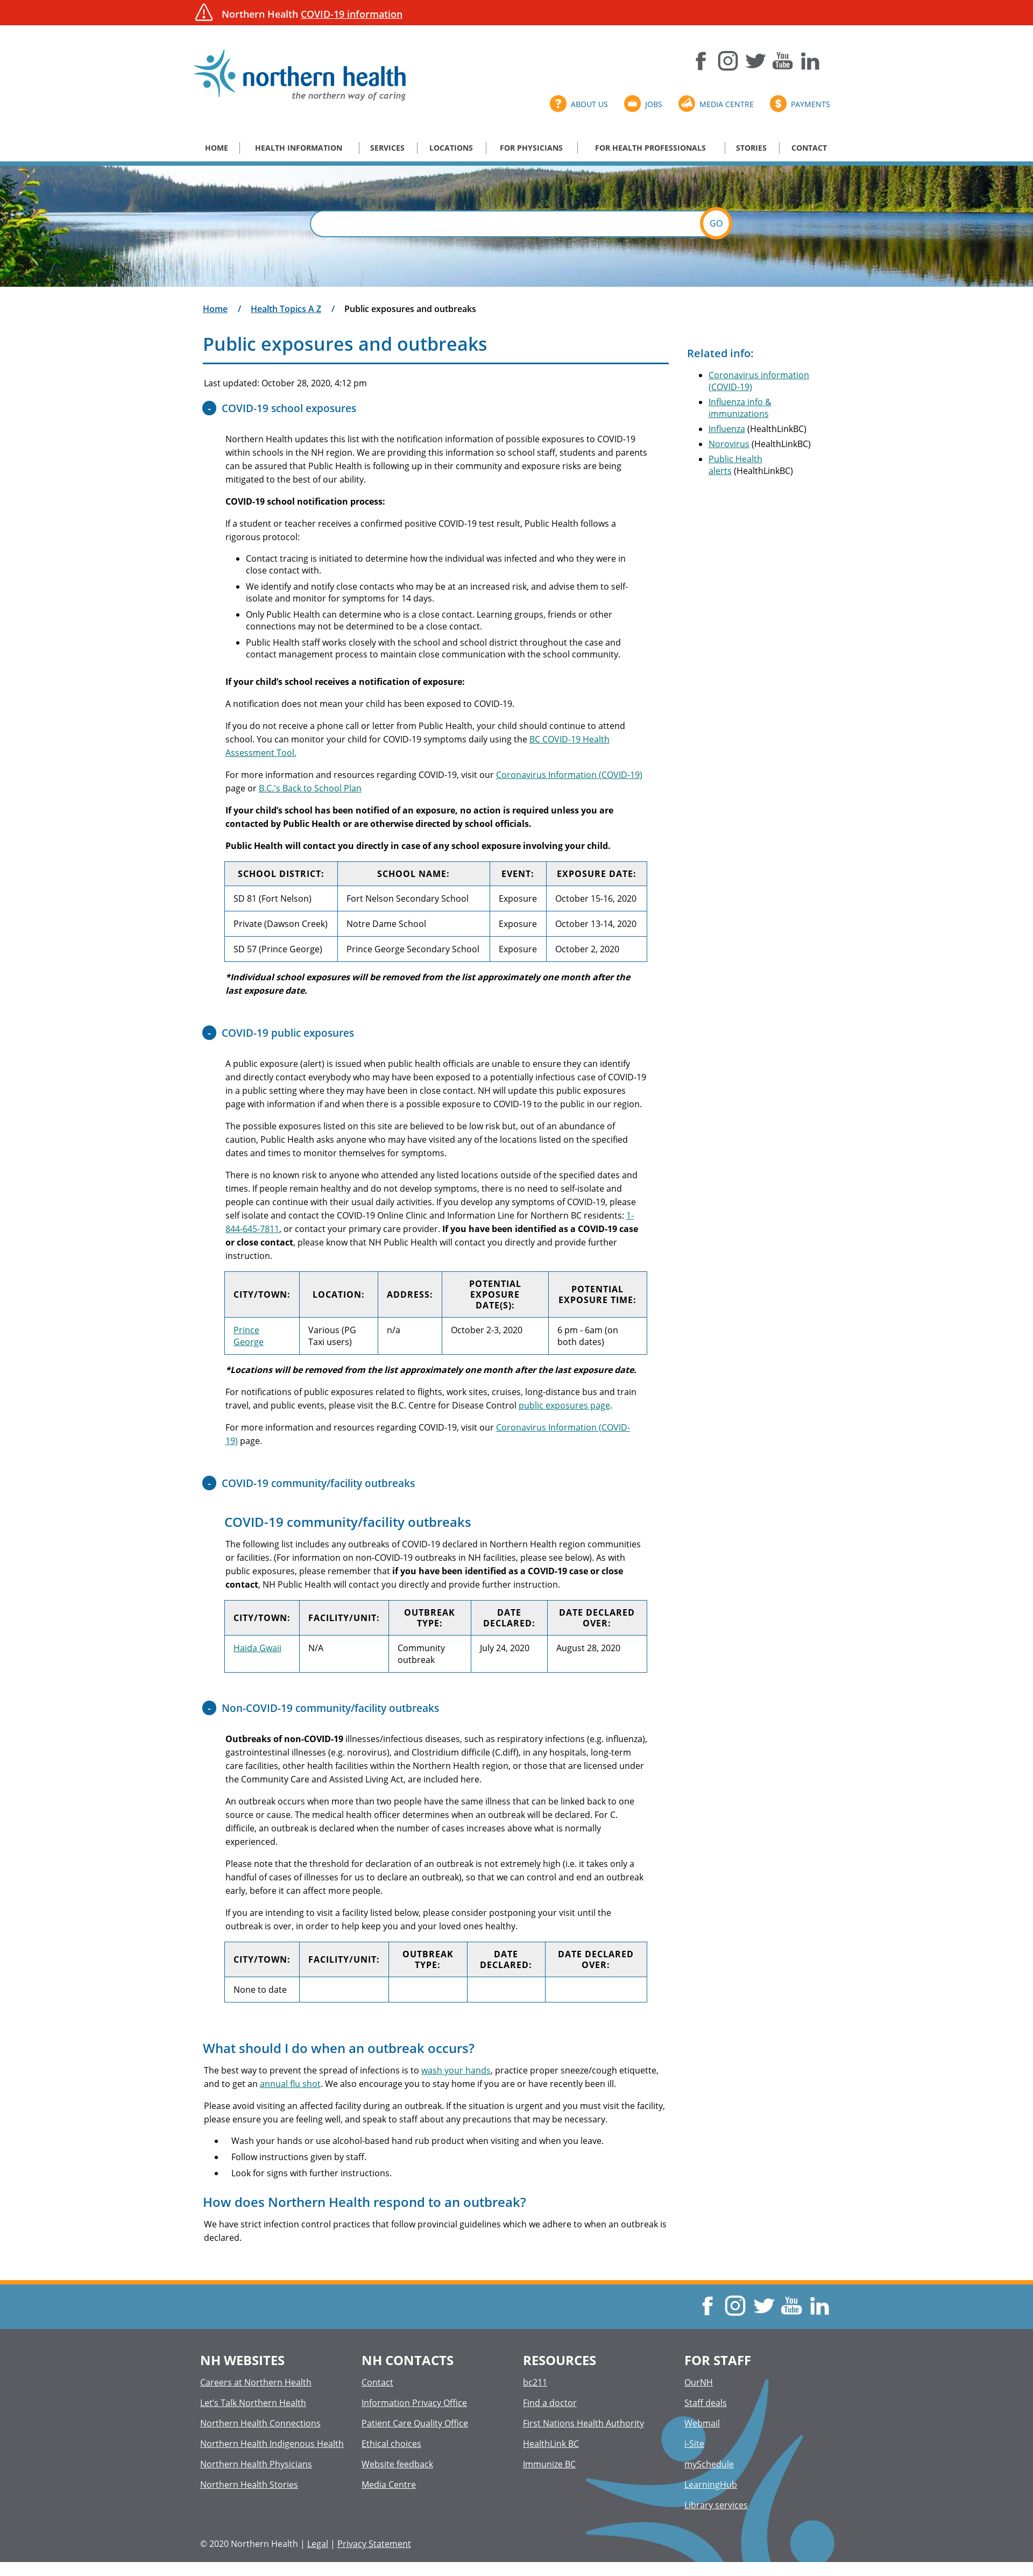 Northern Health COVID-19 information
northern health
the northern way of caring
ABOUT US
JOBS
MEDIA CENTRE
PAYMENTS
HOME
HEALTH INFORMATION
SERVICES
LOCATIONS
FOR PHYSICIANS
FOR HEALTH PROFESSIONALS
STORIES
CONTACT
GO
Home / Health Topics A Z / Public exposures and outbreaks
Public exposures and outbreaks
Last updated: October 28, 2020, 4:12 pm
- COVID-19 school exposures
Northern Health updates this list with the notification information of possible exposures to COVID-19
within schools in the NH region. We are providing this information so school staff, students and parents
can be assured that Public Health is following up in their community and exposure risks are being
mitigated to the best of our ability.
COVID-19 school notification process:
If a student or teacher receives a confirmed positive COVID-19 test result, Public Health follows a
rigorous protocol:
• Contact tracing is initiated to determine how the individual was infected and who they were in
close contact with.
• We identify and notify close contacts who may be at an increased risk, and advise them to self-
isolate and monitor for symptoms for 14 days.
• Only Public Health can determine who is a close contact. Learning groups, friends or other
connections may not be determined to be a close contact.
• Public Health staff works closely with the school and school district throughout the case and
contact management process to maintain close communication with the school community.
If your child's school receives a notification of exposure:
A notification does not mean your child has been exposed to COVID-19.
If you do not receive a phone call or letter from Public Health, your child should continue to attend
school. You can monitor your child for COVID-19 symptoms daily using the BC COVID-19 Health
Assessment Tool.
For more information and resources regarding COVID-19, visit our Coronavirus Information (COVID-19)
page or B.C.'s Back to School Plan
If your child's school has been notified of an exposure, no action is required unless you are
contacted by Public Health or are otherwise directed by school officials.
Public Health will contact you directly in case of any school exposure involving your child.
SCHOOL DISTRICT: SCHOOL NAME: EVENT: EXPOSURE DATE:
SD 81 (Fort Nelson) Fort Nelson Secondary School Exposure October 15-16, 2020
Private (Dawson Creek) Notre Dame School Exposure October 13-14, 2020
SD 57 (Prince George) Prince George Secondary School Exposure October 2, 2020
*Individual school exposures will be removed from the list approximately one month after the
last exposure date.
- COVID-19 public exposures
A public exposure (alert) is issued when public health officials are unable to ensure they can identify
and directly contact everybody who may have been exposed to a potentially infectious case of COVID-19
in a public setting where they may have been in close contact. NH will update this public exposures
page with information if and when there is a possible exposure to COVID-19 to the public in our region.
The possible exposures listed on this site are believed to be low risk but, out of an abundance of
caution, Public Health asks anyone who may have visited any of the locations listed on the specified
dates and times to monitor themselves for symptoms.
There is no known risk to anyone who attended any listed locations outside of the specified dates and
times. If people remain healthy and do not develop symptoms, there is no need to self-isolate and
people can continue with their usual daily activities. If you develop any symptoms of COVID-19, please
self isolate and contact the COVID-19 Online Clinic and Information Line for Northern BC residents: 1-
844-645-7811, or contact your primary care provider. If you have been identified as a COVID-19 case
or close contact, please know that NH Public Health will contact you directly and provide further
instruction.
CITY/TOWN: LOCATION: ADDRESS: POTENTIAL EXPOSURE DATE(S): POTENTIAL EXPOSURE TIME:
Prince George Various (PG Taxi users) n/a October 2-3, 2020 6 pm - 6am (on both dates)
*Locations will be removed from the list approximately one month after the last exposure date.
For notifications of public exposures related to flights, work sites, cruises, long-distance bus and train
travel, and public events, please visit the B.C. Centre for Disease Control public exposures page.
For more information and resources regarding COVID-19, visit our Coronavirus Information (COVID-
19) page.
- COVID-19 community/facility outbreaks
COVID-19 community/facility outbreaks
The following list includes any outbreaks of COVID-19 declared in Northern Health region communities
or facilities. (For information on non-COVID-19 outbreaks in NH facilities, please see below). As with
public exposures, please remember that if you have been identified as a COVID-19 case or close
contact, NH Public Health will contact you directly and provide further instruction.
CITY/TOWN: FACILITY/UNIT: OUTBREAK TYPE: DATE DECLARED: DATE DECLARED OVER:
Haida Gwaii N/A Community outbreak July 24, 2020 August 28, 2020
- Non-COVID-19 community/facility outbreaks
Outbreaks of non-COVID-19 illnesses/infectious diseases, such as respiratory infections (e.g. influenza),
gastrointestinal illnesses (e.g. norovirus), and Clostridium difficile (C.diff), in any hospitals, long-term
care facilities, other health facilities within the Northern Health region, or those that are licensed under
the Community Care and Assisted Living Act, are included here.
An outbreak occurs when more than two people have the same illness that can be linked back to one
source or cause. The medical health officer determines when an outbreak will be declared. For C.
difficile, an outbreak is declared when the number of cases increases above what is normally
experienced.
Please note that the threshold for declaration of an outbreak is not extremely high (i.e. it takes only a
handful of cases of illnesses for us to declare an outbreak), so that we can control and end an outbreak
early, before it can affect more people.
If you are intending to visit a facility listed below, please consider postponing your visit until the
outbreak is over, in order to help keep you and your loved ones healthy.
CITY/TOWN: FACILITY/UNIT: OUTBREAK TYPE: DATE DECLARED: DATE DECLARED OVER:
None to date
What should I do when an outbreak occurs?
The best way to prevent the spread of infections is to wash your hands, practice proper sneeze/cough etiquette,
and to get an annual flu shot. We also encourage you to stay home if you are or have recently been ill.
Please avoid visiting an affected facility during an outbreak. If the situation is urgent and you must visit the facility,
please ensure you are feeling well, and speak to staff about any precautions that may be necessary.
• Wash your hands or use alcohol-based hand rub product when visiting and when you leave.
• Follow instructions given by staff.
• Look for signs with further instructions.
How does Northern Health respond to an outbreak?
We have strict infection control practices that follow provincial guidelines which we adhere to when an outbreak is
declared.
Related info:
• Coronavirus information
(COVID-19)
• Influenza info &
immunizations
• Influenza (HealthLinkBC)
• Norovirus (HealthLinkBC)
• Public Health
alerts (HealthLinkBC)
NH WEBSITES
Careers at Northern Health
Let's Talk Northern Health
Northern Health Connections
Northern Health Indigenous Health
Northern Health Physicians
Northern Health Stories
NH CONTACTS
Contact
Information Privacy Office
Patient Care Quality Office
Ethical choices
Website feedback
Media Centre
RESOURCES
bc211
Find a doctor
First Nations Health Authority
HealthLink BC
Immunize BC
FOR STAFF
OurNH
Staff deals
Webmail
i-Site
mySchedule
LearningHub
Library services
© 2020 Northern Health | Legal | Privacy Statement